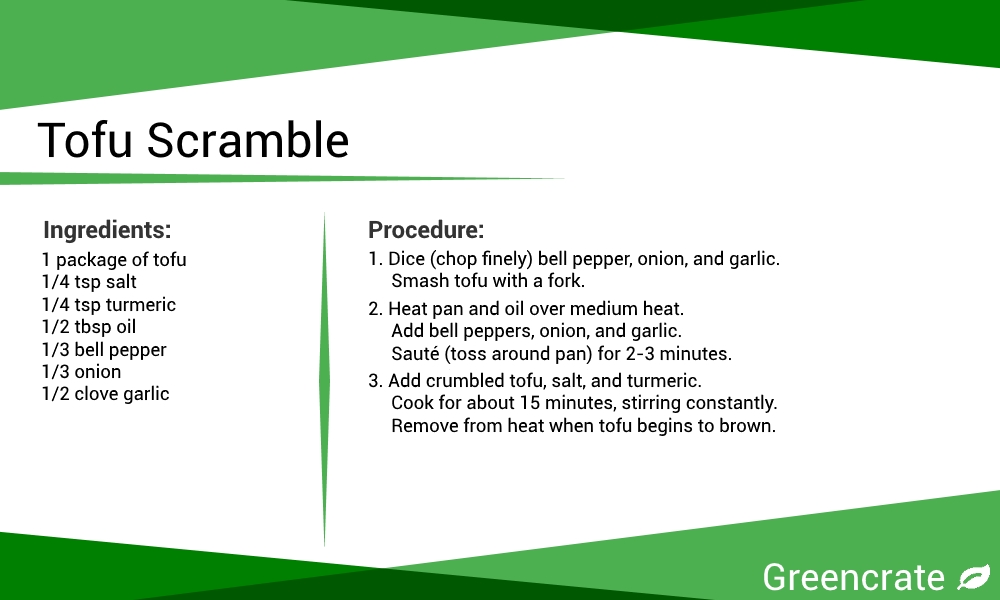 Tofu Scramble
Ingredients:
1 package of tofu
1/4 tsp salt
1/4 tsp turmeric
1/2 tbsp oil
1/3 bell pepper
1/3 onion
1/2 clove garlic
Procedure:
1. Dice (chop finely) bell pepper, onion, and garlic.
Smash tofu with a fork.
2. Heat pan and oil over medium heat.
Add bell peppers, onion, and garlic.
Sauté (toss around pan) for 2-3 minutes.
3. Add crumbled tofu, salt, and turmeric.
Cook for about 15 minutes, stirring constantly.
Remove from heat when tofu begins to brown.
Greencrate